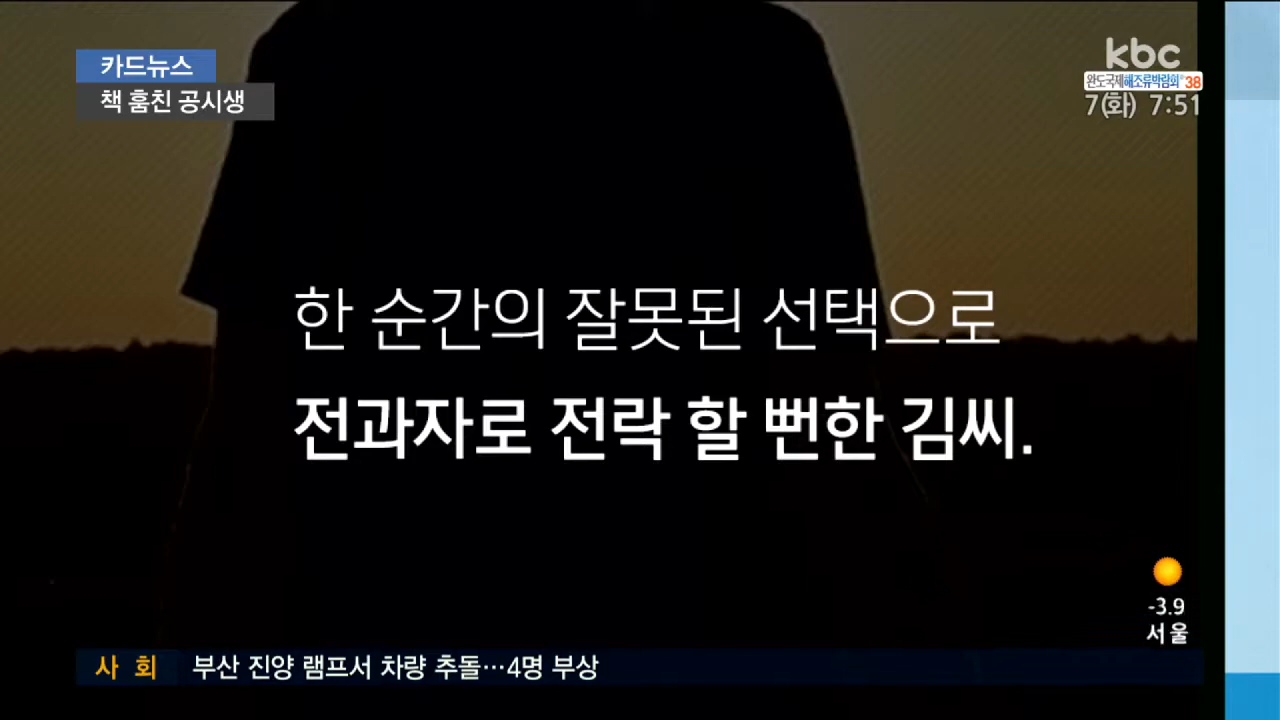 카드뉴스
책 훔친 공시생
kbc
완도국제해조류박람회 38
7(화) 7:51
한 순간의 잘못된 선택으로
전과자로 전락 할 뻔한 김씨.
-3.9
서울
사 회 부산 진양 램프서 차량 추돌…4명 부상